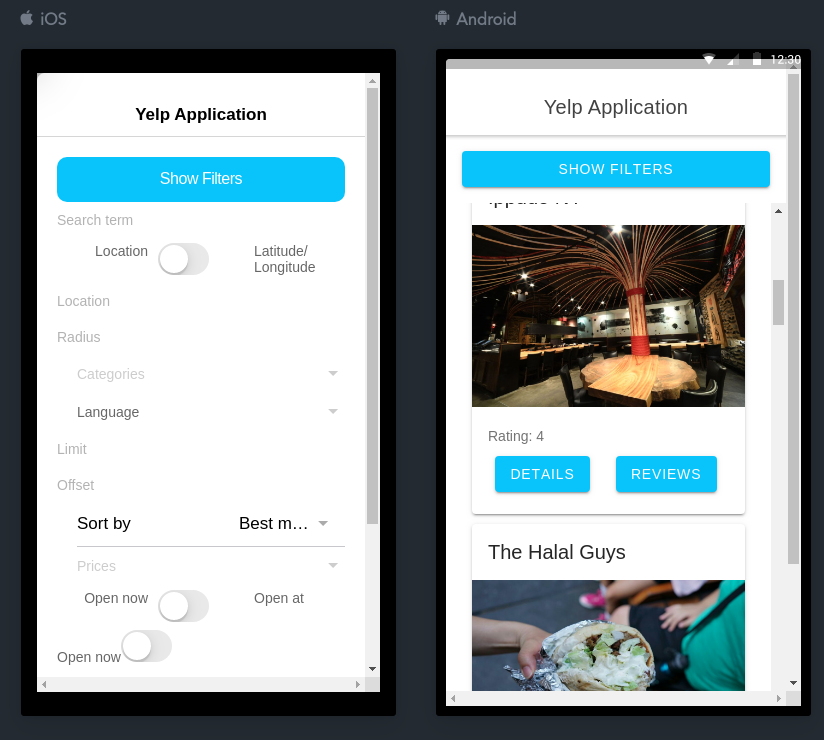 iOS
Yelp Application
Show Filters
Search term
Location
Latitude/
Longitude
Location
Radius
Categories
Language
Limit
Offset
Sort by
Best m…
Prices
Open now
Open at
Open now
Android
12:30
Yelp Application
SHOW FILTERS
Rating: 4
DETAILS
REVIEWS
The Halal Guys